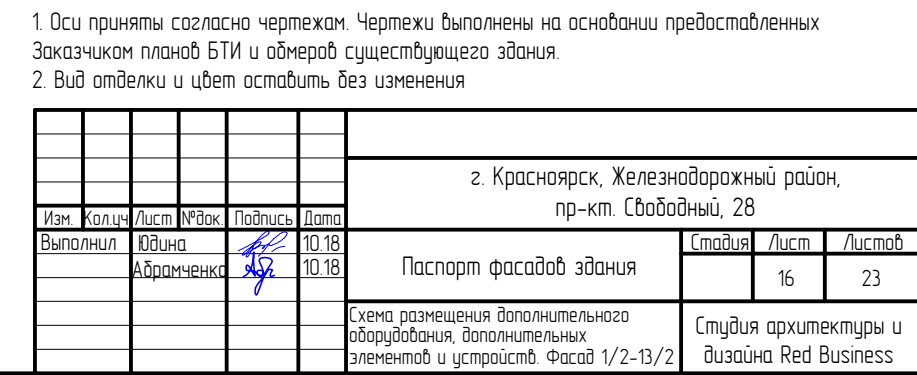 1. Оси приняты согласно чертежам. Чертежи выполнены на основании предоставленных
Заказчиком планов БТИ и обмеров существующего здания.
2. Вид отделки и цвет оставить без изменения
г. Красноярск, Железнодорожный район,
пр-кт. Свободный, 28
Изм. Кол.уч Лист №док. Подпись Дата
Выполнил Юдина 10.18
Абрамченко 10.18
Паспорт фасадов здания
Стадия Лист Листов
16 23
Схема размещения дополнительного
оборудования, дополнительных
элементов и устройств. Фасад 1/2-13/2
Студия архитектуры и
дизайна Red Business